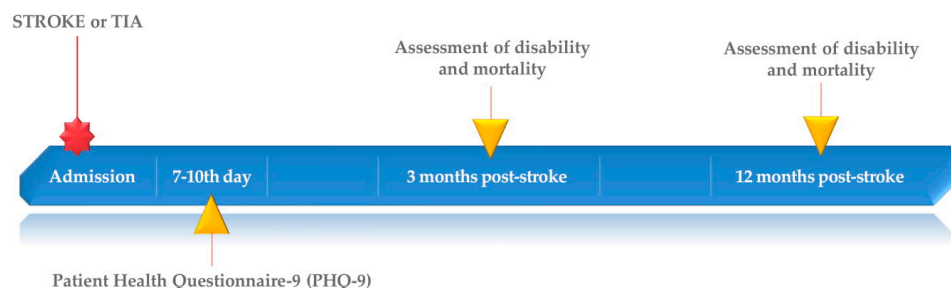 STROKE or TIA
Assessment of disability
and mortality
Assessment of disability
and mortality
Admission
7-10th day
3 months post-stroke
12 months post-stroke
Patient Health Questionnaire-9 (PHQ-9)